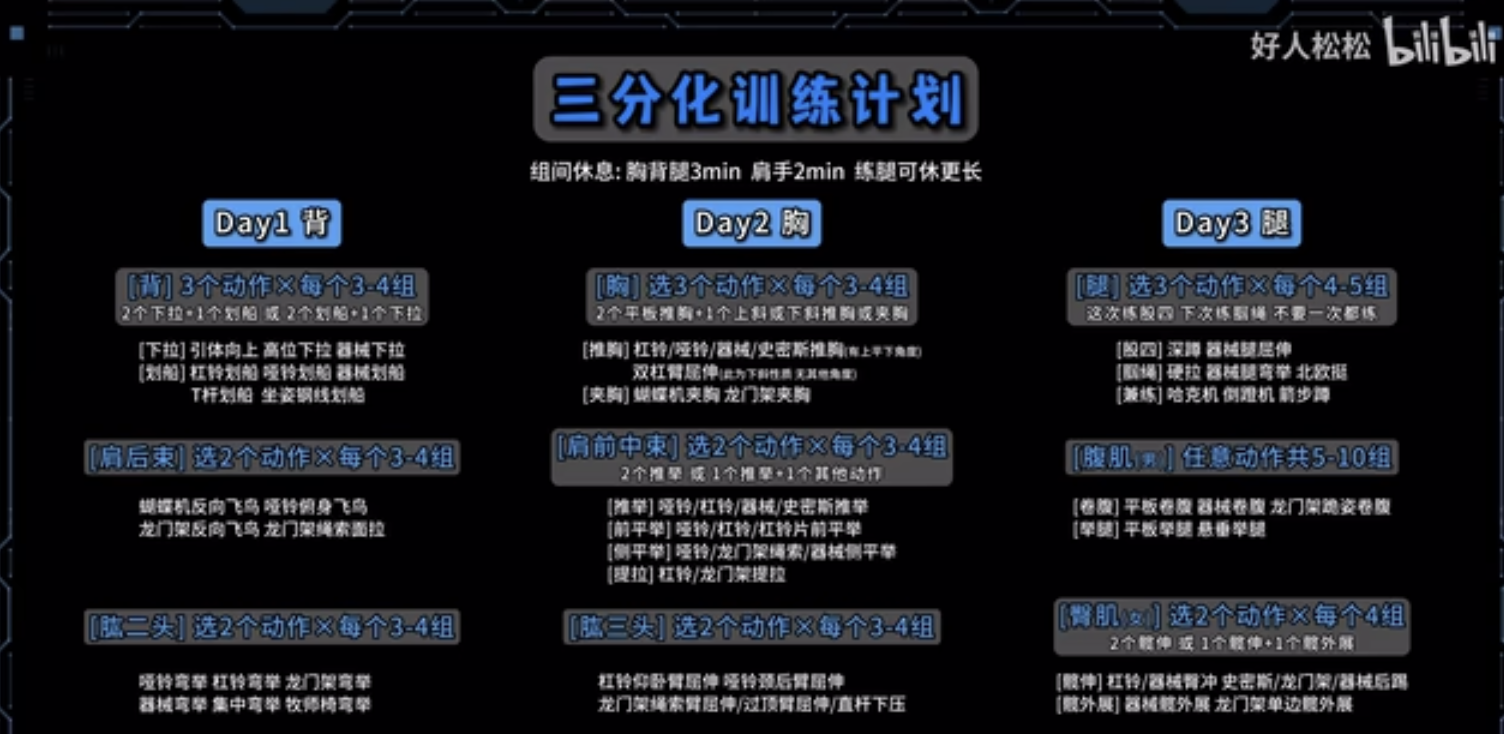 好人松松 bilibili
三分化训练计划
组间休息: 胸背腿3min 肩手2min 练腿可休更长
Day1 背
[背] 3个动作×每个3-4组
2个下拉+1个划船 或 2个划船+1个下拉
[下拉] 引体向上 高位下拉 器械下拉
[划船] 杠铃划船 哑铃划船 器械划船
T杆划船 坐姿钢线划船
[肩后束] 选2个动作×每个3-4组
蝴蝶机反向飞鸟 哑铃俯身飞鸟
龙门架反向飞鸟 龙门架绳索面拉
[肱二头] 选2个动作×每个3-4组
哑铃弯举 杠铃弯举 龙门架弯举
器械弯举 集中弯举 牧师椅弯举
Day2 胸
[胸] 选3个动作×每个3-4组
2个平板推胸+1个上斜或下斜推胸或夹胸
[推胸] 杠铃/哑铃/器械/史密斯推胸(有上平下角度)
双杠臂屈伸(此为下斜性质 无其他角度)
[夹胸] 蝴蝶机夹胸 龙门架夹胸
[肩前中束] 选2个动作×每个3-4组
2个推举 或 1个推举+1个其他动作
[推举] 哑铃/杠铃/器械/史密斯推举
[前平举] 哑铃/杠铃/杠铃片前平举
[侧平举] 哑铃/龙门架绳索/器械侧平举
[提拉] 杠铃/龙门架提拉
[肱三头] 选2个动作×每个3-4组
杠铃仰卧臂屈伸 哑铃颈后臂屈伸
龙门架绳索臂屈伸/过顶臂屈伸/直杆下压
Day3 腿
[腿] 选3个动作×每个4-5组
这次练股四 下次练腘绳 不要一次都练
[股四] 深蹲 器械腿屈伸
[腘绳] 硬拉 器械腿弯举 北欧挺
[兼练] 哈克机 倒蹬机 箭步蹲
[腹肌(男)] 任意动作共5-10组
[卷腹] 平板卷腹 器械卷腹 龙门架跪姿卷腹
[举腿] 平板举腿 悬垂举腿
[臀肌(女)] 选2个动作×每个4组
2个髋伸 或 1个髋伸+1个髋外展
[髋伸] 杠铃/器械臀冲 史密斯/龙门架/器械后踢
[髋外展] 器械髋外展 龙门架单边髋外展